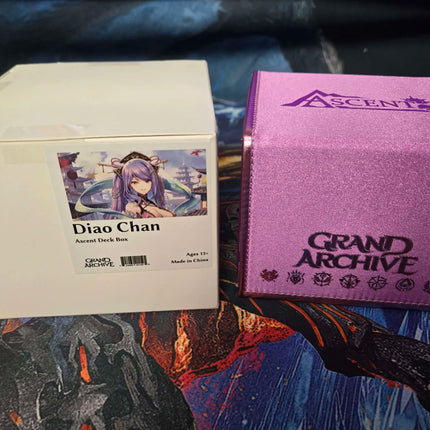 Diao Chan
Ascent Deck Box
GRAND
ARCHIVE
Ages 13+
Made in China
ASCENT
GRAND
ARCHIVE